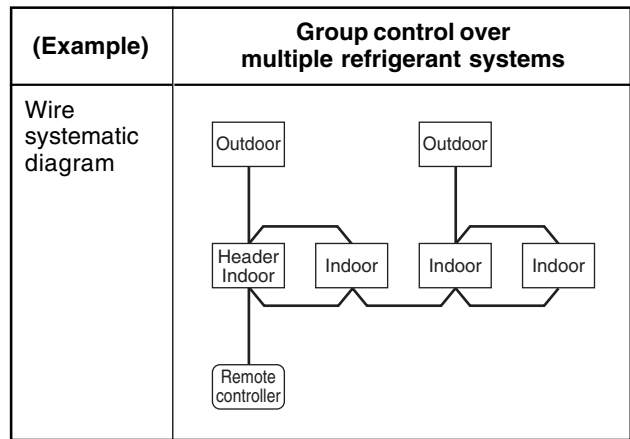 (Example)
Group control over
multiple refrigerant systems
Wire
systematic
diagram
Outdoor
Outdoor
Header
Indoor
Indoor
Indoor
Indoor
Remote
controller